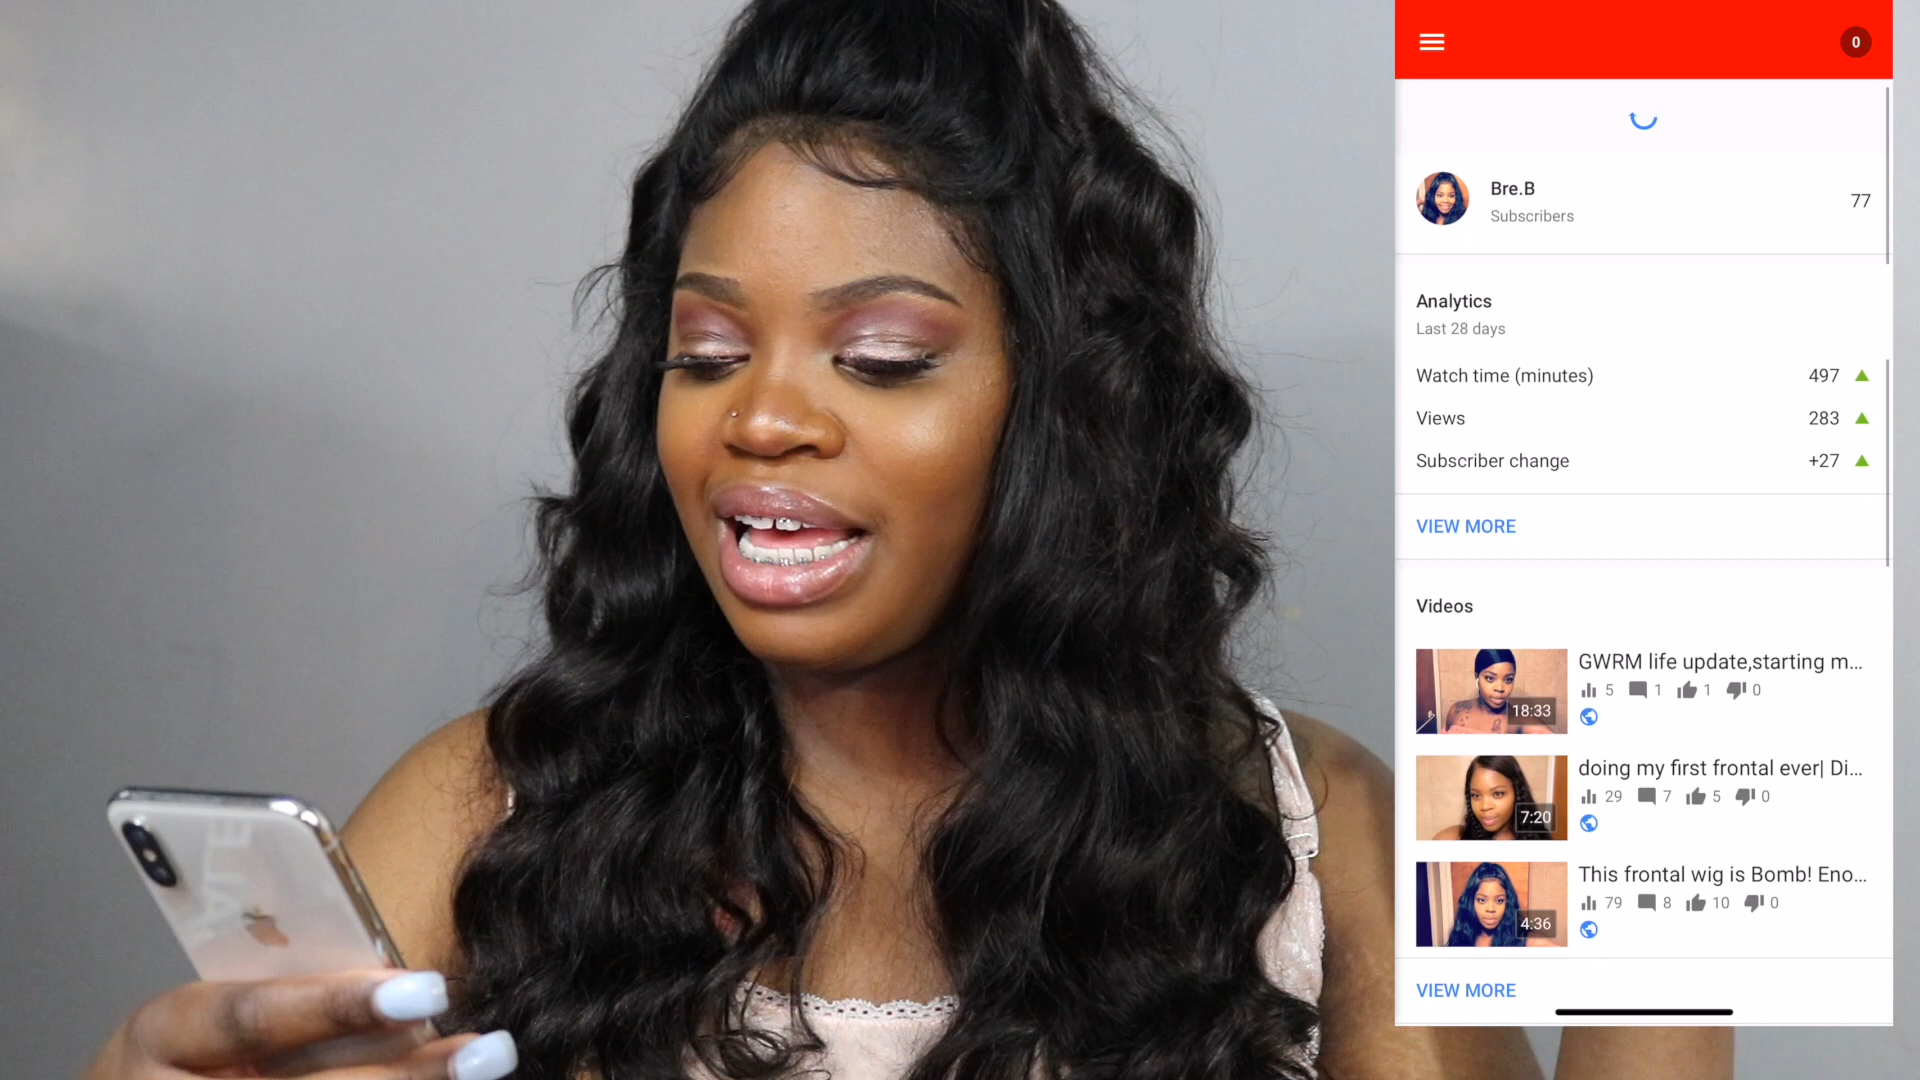 0
Bre.B
Subscribers
77
Analytics
Last 28 days
Watch time (minutes) 497
Views 283
Subscriber change +27
VIEW MORE
Videos
18:33
GWRM life update,starting m...
5 1 1 0
7:20
doing my first frontal ever| Di...
29 7 5 0
4:36
This frontal wig is Bomb! Eno...
79 8 10 0
VIEW MORE